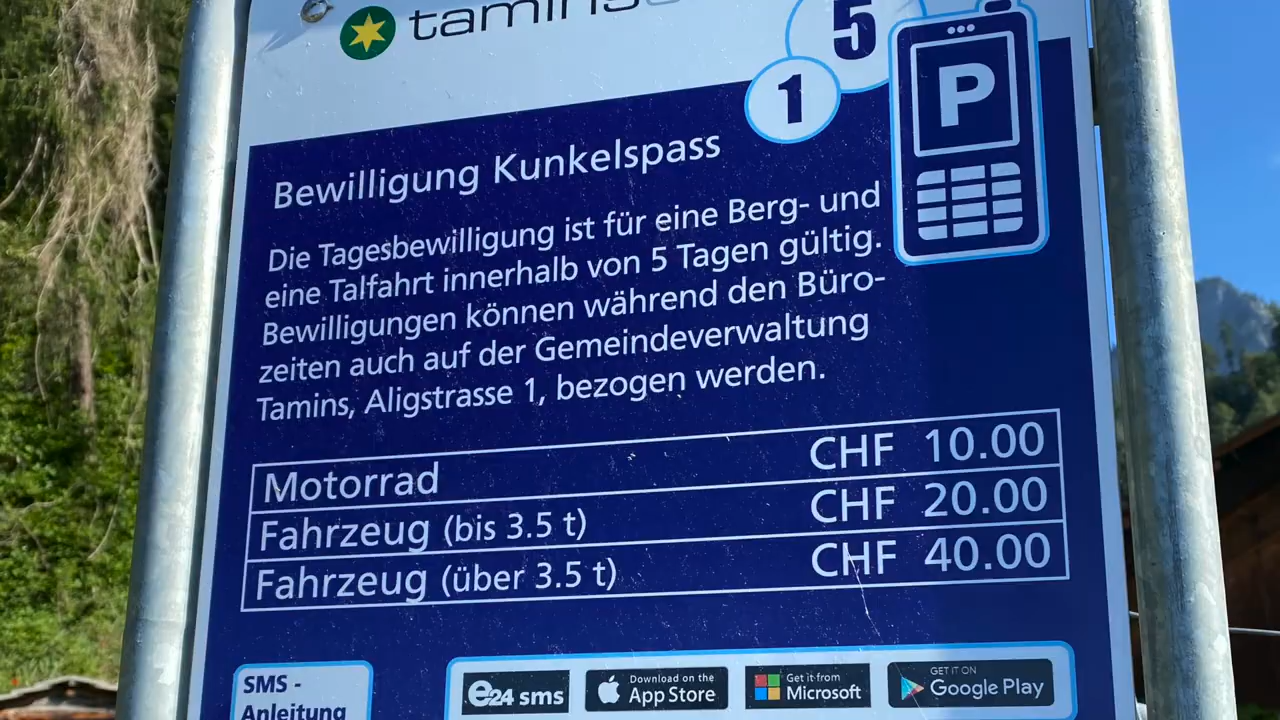 tamins
5
1
P
Bewilligung Kunkelspass
Die Tagesbewilligung ist für eine Berg- und
eine Talfahrt innerhalb von 5 Tagen gültig.
Bewilligungen können während den Büro-
zeiten auch auf der Gemeindeverwaltung
Tamins, Aligstrasse 1, bezogen werden.
Motorrad CHF 10.00
Fahrzeug (bis 3.5 t) CHF 20.00
Fahrzeug (über 3.5 t) CHF 40.00
SMS -
Anleitung
e24 sms
Download on the
App Store
Get it from
Microsoft
GET IT ON
Google Play